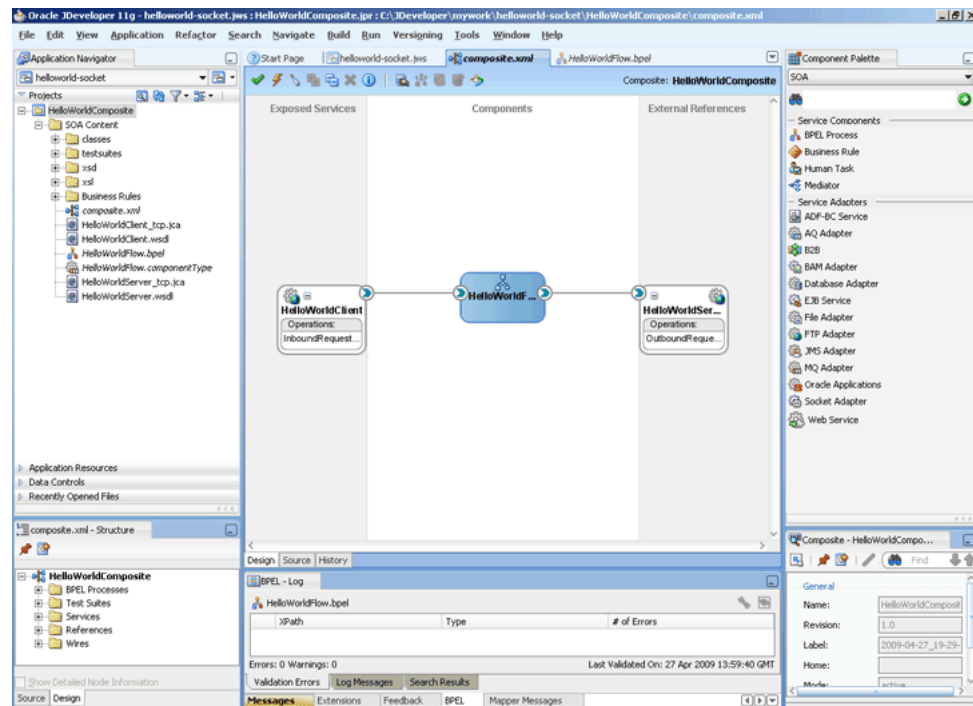 Oracle JDeveloper 11g - helloworld-socket.jws : HelloWorldComposite.jpr : C:\JDeveloper\mywork\helloworld-socket\HelloWorldComposite\composite.xml
File Edit View Application Refactor Search Navigate Build Run Versioning Tools Window Help
Application Navigator
helloworld-socket
Projects
HelloWorldComposite
SOA Content
classes
testsuites
xsd
xsl
Business Rules
composite.xml
HelloWorldClient_tcp.jca
HelloWorldClient.wsdl
HelloWorldFlow.bpel
HelloWorldFlow.componentType
HelloWorldServer_tcp.jca
HelloWorldServer.wsdl
Application Resources
Data Controls
Recently Opened Files
composite.xml - Structure
HelloWorldComposite
BPEL Processes
Test Suites
Services
References
Wires
Show Detailed Node Information
Source Design
Start Page helloworld-socket.jws composite.xml HelloWorldFlow.bpel
Composite: HelloWorldComposite
Exposed Services Components External References
HelloWorldClient
Operations:
InboundRequest...
HelloWorldF...
HelloWorldSer...
Operations:
OutboundReque...
Design Source History
BPEL - Log
HelloWorldFlow.bpel
XPath Type # of Errors
Errors: 0 Warnings: 0 Last Validated On: 27 Apr 2009 13:59:40 GMT
Validation Errors Log Messages Search Results
Messages Extensions Feedback BPEL Mapper Messages
Component Palette
SOA
Service Components
BPEL Process
Business Rule
Human Task
Mediator
Service Adapters
ADF-BC Service
AQ Adapter
B2B
BAM Adapter
Database Adapter
EJB Service
File Adapter
FTP Adapter
JMS Adapter
MQ Adapter
Oracle Applications
Socket Adapter
Web Service
Composite - HelloWorldCompo...
Find
General
Name: HelloWorldComposit
Revision: 1.0
Label: 2009-04-27_19-29-
Home:
Mode: active